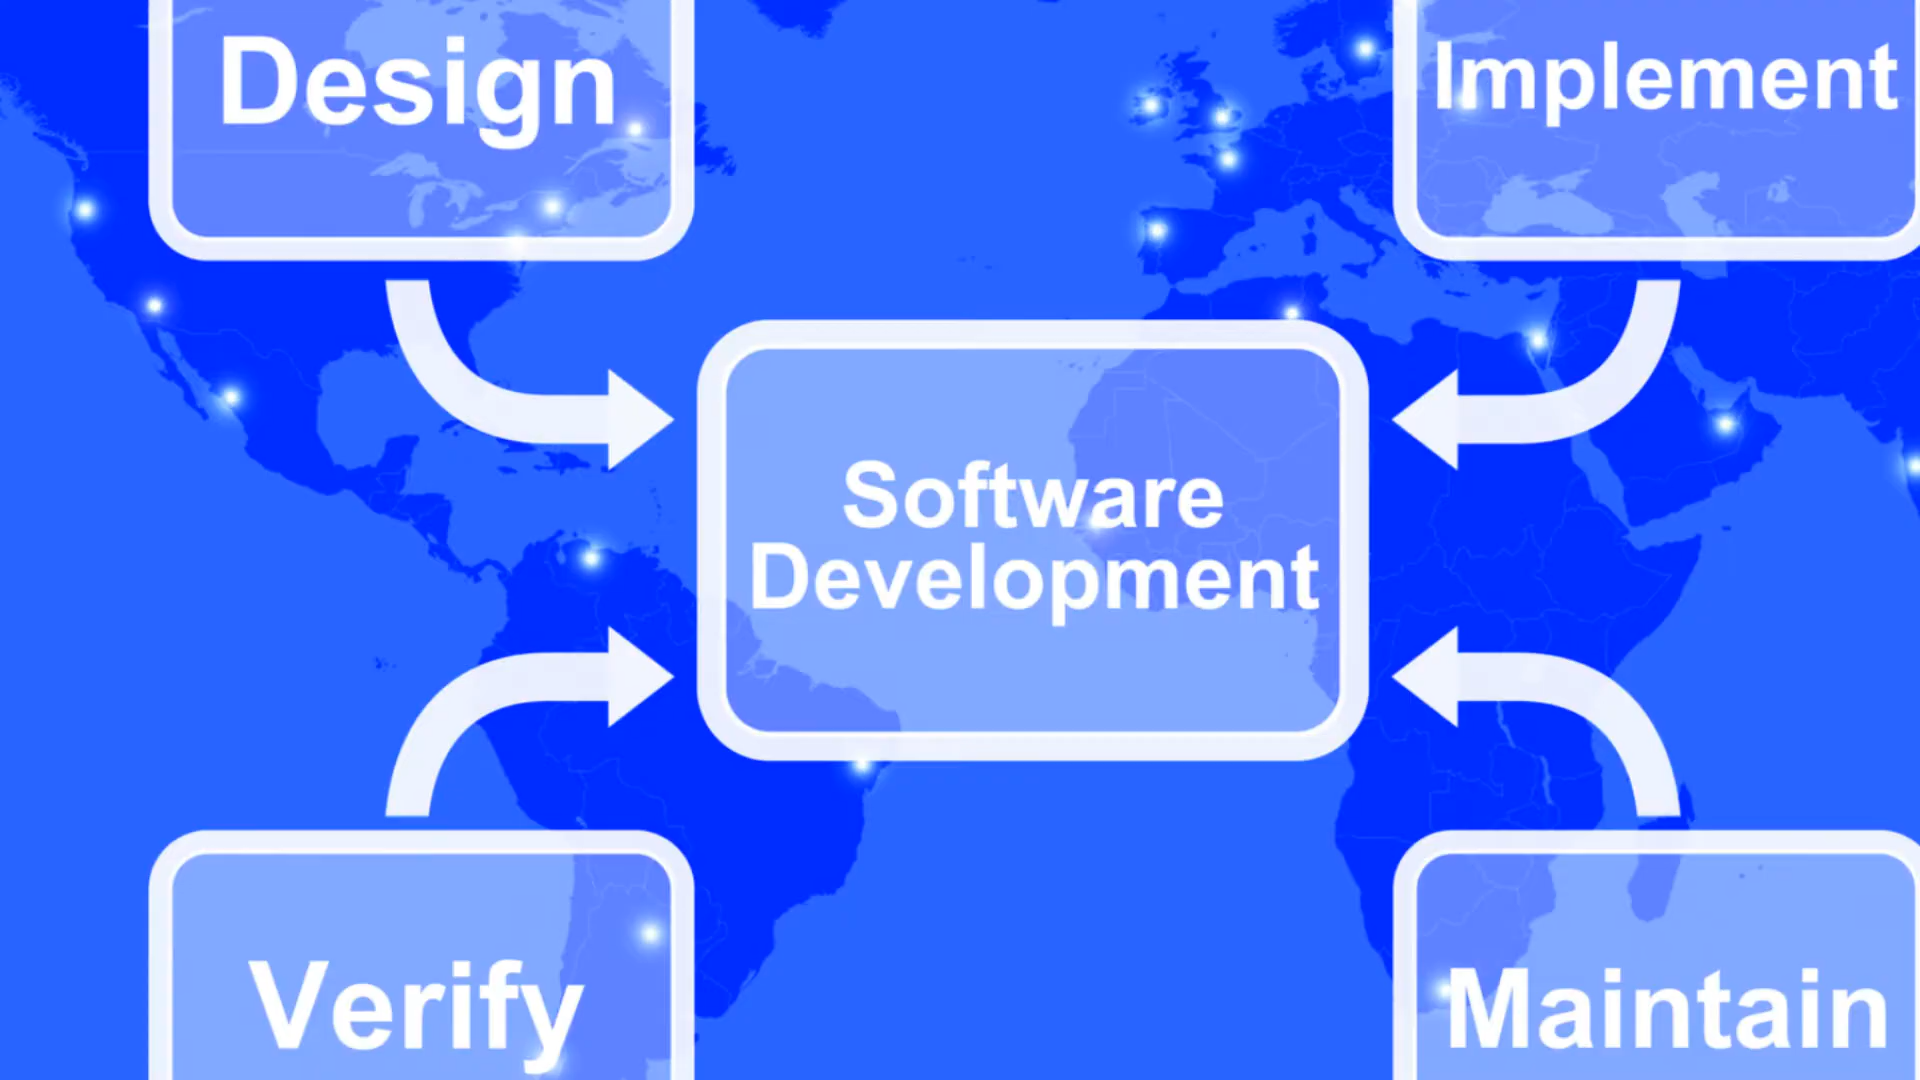 Design
Implement
Software
Development
Verify
Maintain